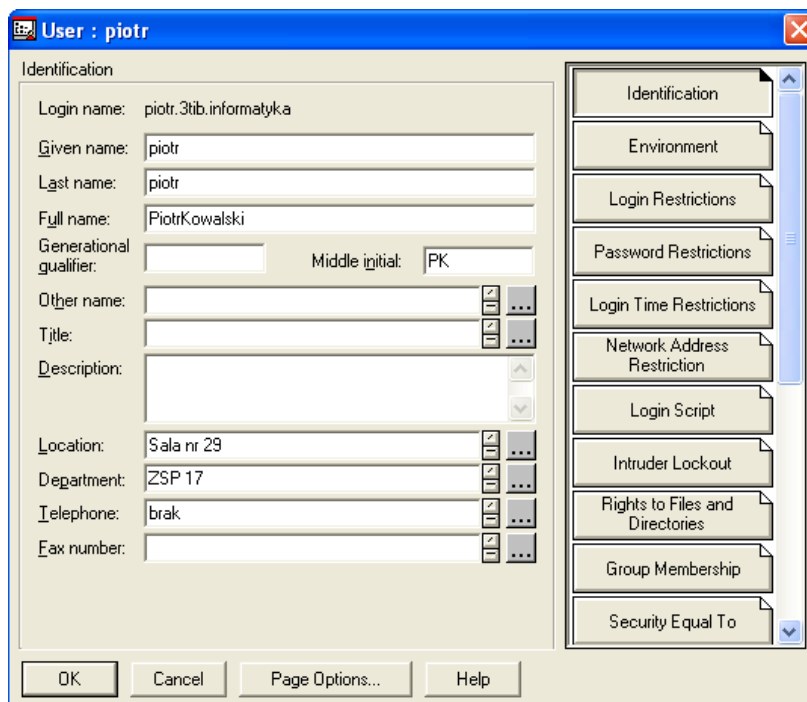 User : piotr
Identification
Login name: piotr.3tib.informatyka
Given name: piotr
Last name: piotr
Full name: PiotrKowalski
Generational
qualifier: Middle initial: PK
Other name: ...
Title: ...
Description:
Location: Sala nr 29 ...
Department: ZSP 17 ...
Telephone: brak ...
Fax number: ...
OK Cancel Page Options... Help
Identification
Environment
Login Restrictions
Password Restrictions
Login Time Restrictions
Network Address
Restriction
Login Script
Intruder Lockout
Rights to Files and
Directories
Group Membership
Security Equal To